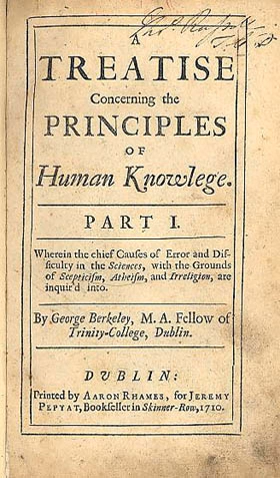 A
TREATISE
Concerning the
PRINCIPLES
OF
Human Knowlege.
PART I.
Wherein the chief Causes of Error and Dif-
ficulty in the Sciences, with the Grounds
of Scepticism, Atheism, and Irreligion, are
inquir'd into.
By George Berkeley, M. A. Fellow of
Trinity-College, Dublin.
DUBLIN:
Printed by AARON RHAMES, for JEREMY
PEPYAT, Bookseller in Skinner-Row, 1710.